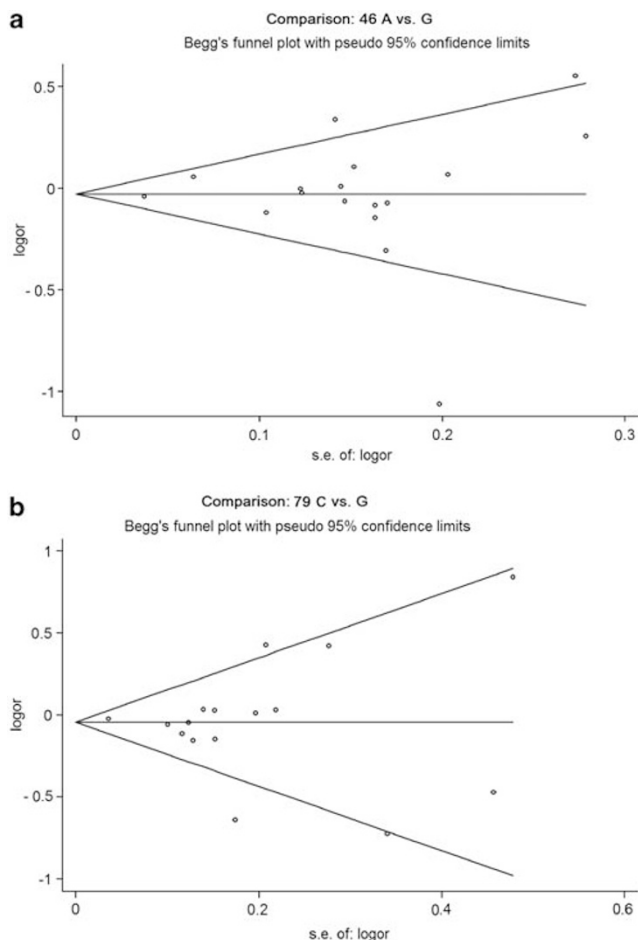 a
Comparison: 46 A vs. G
Begg's funnel plot with pseudo 95% confidence limits
0.5
0
- 0.5
-1
logor
0 0.1 0.2 0.3
s.e. of: logor
b
Comparison: 79 C vs. G
Begg's funnel plot with pseudo 95% confidence limits
1
0.5
0
- 0.5
-1
logor
0 0.2 0.4 0.6
s.e. of: logor